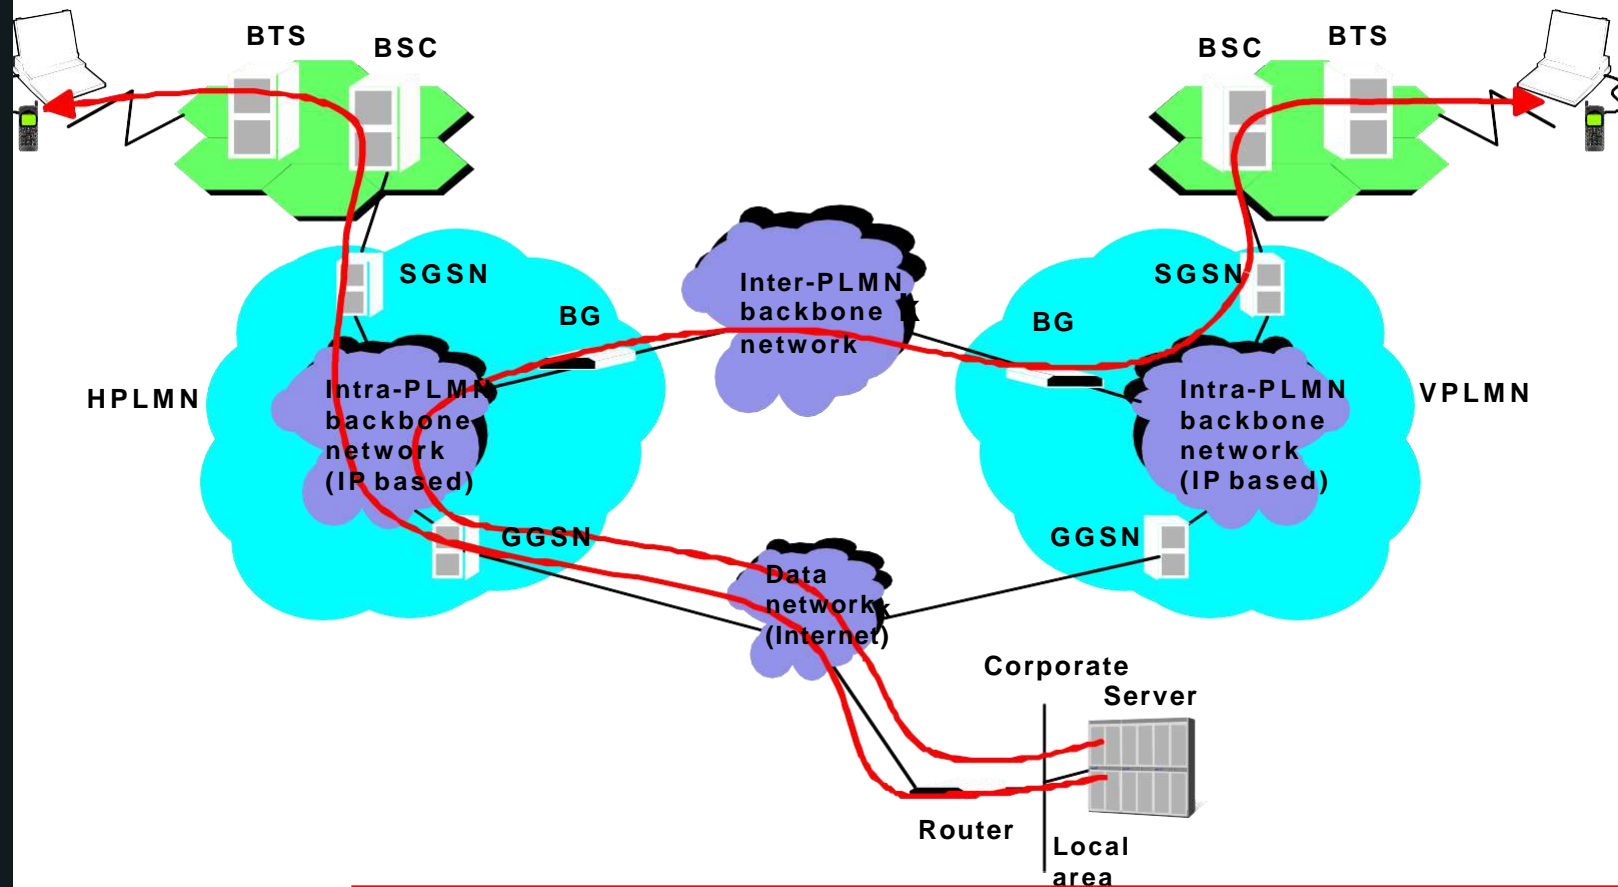 BTS
BSC
BSC
BTS
SGSN
BG
Inter-PLMN
backbone k
network
SGSN
BG
HPLMN
Intra-PLMN
backbone
network
(IP based)
Intra-PLMN
backbone
network
(IP based)
VPLMN
GGSN
GGSN
Data
network k
(Internet)
Corporate
Server
Router
Local
area